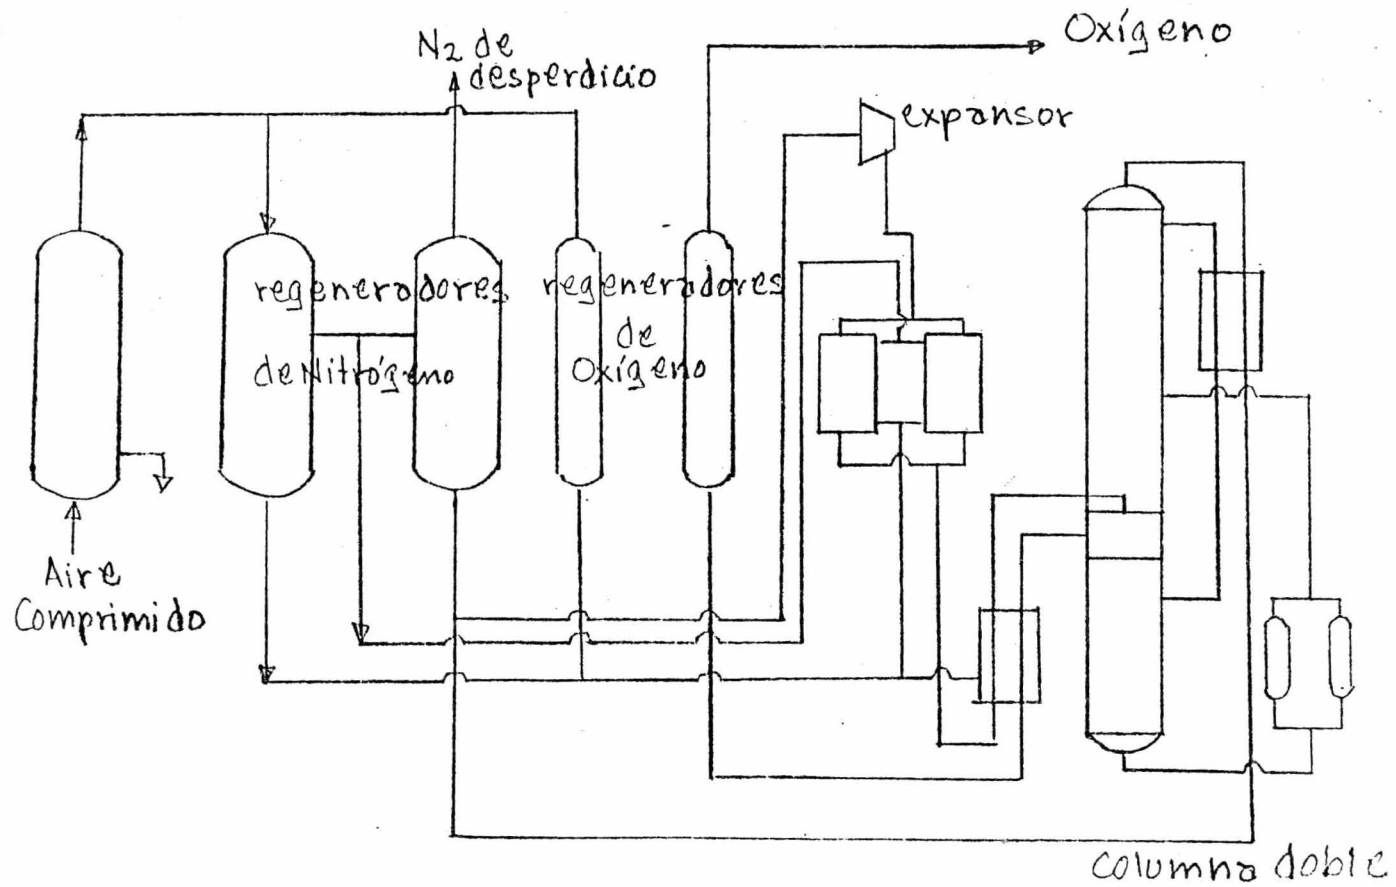 N2 de
desperdicio
Oxígeno
expansor
regeneradores
de Nitrógeno
regeneradores
de
Oxígeno
Aire
Comprimido
columna doble